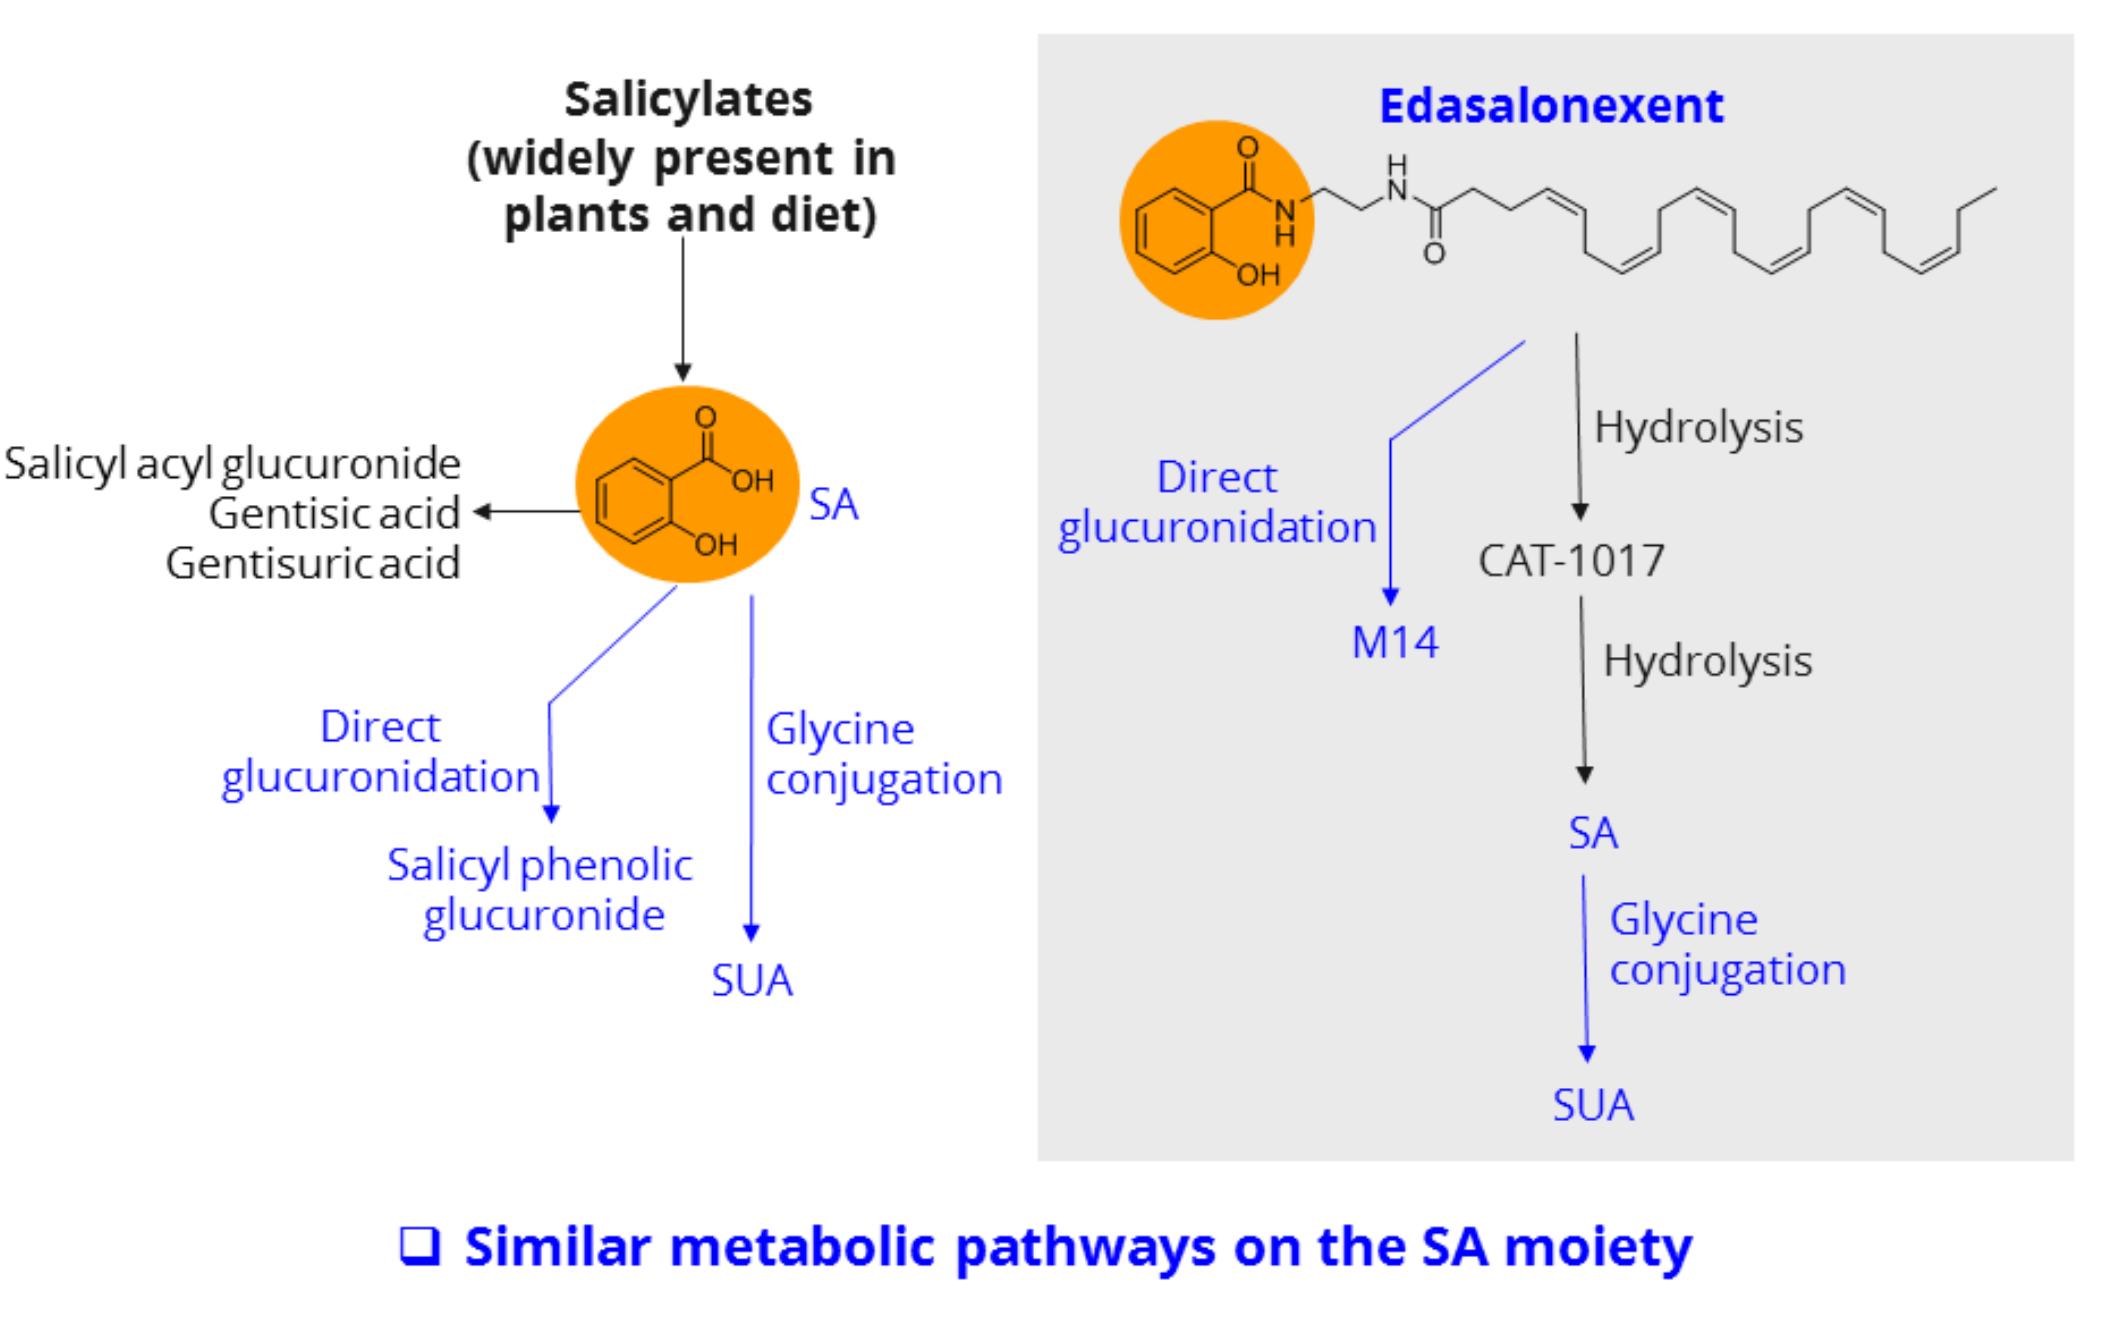 Salicylates
(widely present in
plants and diet)
O
OH
OH
SA
Salicyl acyl glucuronide
Gentisic acid
Gentisuric acid
Direct
glucuronidation
Glycine
conjugation
Salicyl phenolic
glucuronide
SUA
Edasalonexent
O
N
H
OH
H
N
O
Direct
glucuronidation
M14
Hydrolysis
CAT-1017
Hydrolysis
SA
Glycine
conjugation
SUA
❑ Similar metabolic pathways on the SA moiety